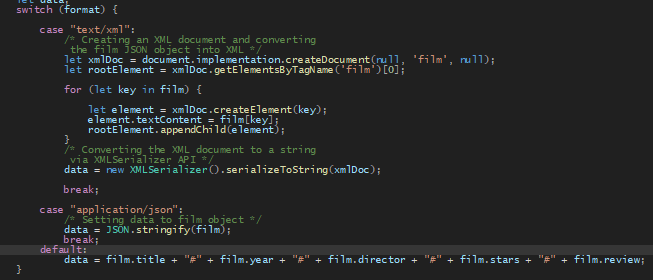 let data;
switch (format) {
case "text/xml":
/* Creating an XML document and converting
the film JSON object into XML */
let xmlDoc = document.implementation.createDocument(null, 'film', null);
let rootElement = xmlDoc.getElementsByTagName('film')[0];
for (let key in film) {
let element = xmlDoc.createElement(key);
element.textContent = film[key];
rootElement.appendChild(element);
}
/* Converting the XML document to a string
via XMLSerializer API */
data = new XMLSerializer().serializeToString(xmlDoc);
break;
case "application/json":
/* Setting data to film object */
data = JSON.stringify(film);
break;
default:
data = film.title + "#" + film.year + "#" + film.director + "#" + film.stars + "#" + film.review;
}